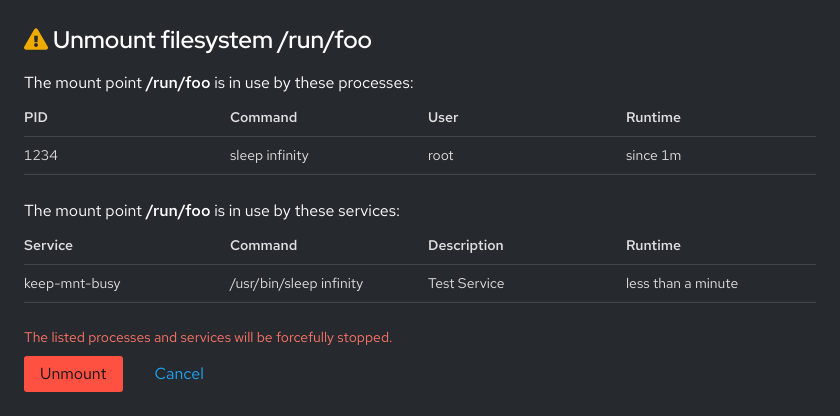 Unmount filesystem /run/foo
The mount point /run/foo is in use by these processes:
PID Command User Runtime
1234 sleep infinity root since 1m
The mount point /run/foo is in use by these services:
Service Command Description Runtime
keep-mnt-busy /usr/bin/sleep infinity Test Service less than a minute
The listed processes and services will be forcefully stopped.
Unmount Cancel